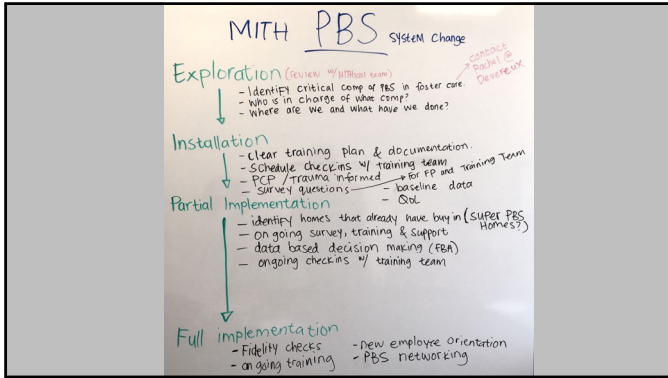 MITH PBS System Change
Exploration (review w/ MITHical team)
contact
Rachel @
Devereux
- Identify critical comp of PBS in foster care.
- Who is in charge of what comp?
- Where are we and what have we done?
Installation
- Clear training plan & documentation.
- Schedule checkins w/ training team
- PCP / Trauma informed
- Survey questions
For FP and Training Team
- baseline data
- QoL
Partial Implementation
- identify homes that already have buy in (Super PBS
Homes?)
- on going survey, training & support
- data based decision making (FBA)
- ongoing checkins w/ training team
Full implementation
- Fidelity checks
- on going training
- new employee orientation
- PBS networking